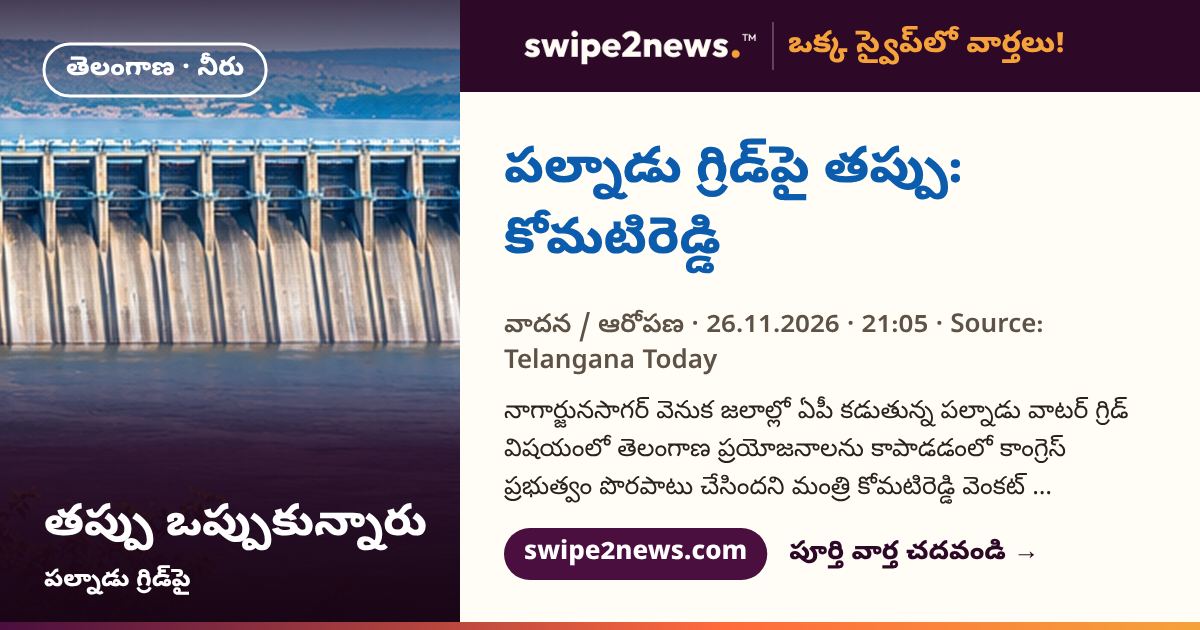 తెలంగాణ · నీరు
swipe2news.™ ఒక్క స్వైప్‌లో వార్తలు!
పల్నాడు గ్రిడ్‌పై తప్పు:
కోమటిరెడ్డి
వాదన / ఆరోపణ · 26.11.2026 · 21:05 · Source:
Telangana Today
నాగార్జునసాగర్ వెనుక జలాల్లో ఏపీ కడుతున్న పల్నాడు వాటర్ గ్రిడ్
విషయంలో తెలంగాణ ప్రయోజనాలను కాపాడడంలో కాంగ్రెస్
ప్రభుత్వం పొరపాటు చేసిందని మంత్రి కోమటిరెడ్డి వెంకట్ ...
తప్పు ఒప్పుకున్నారు
పల్నాడు గ్రిడ్‌పై
swipe2news.com పూర్తి వార్త చదవండి →